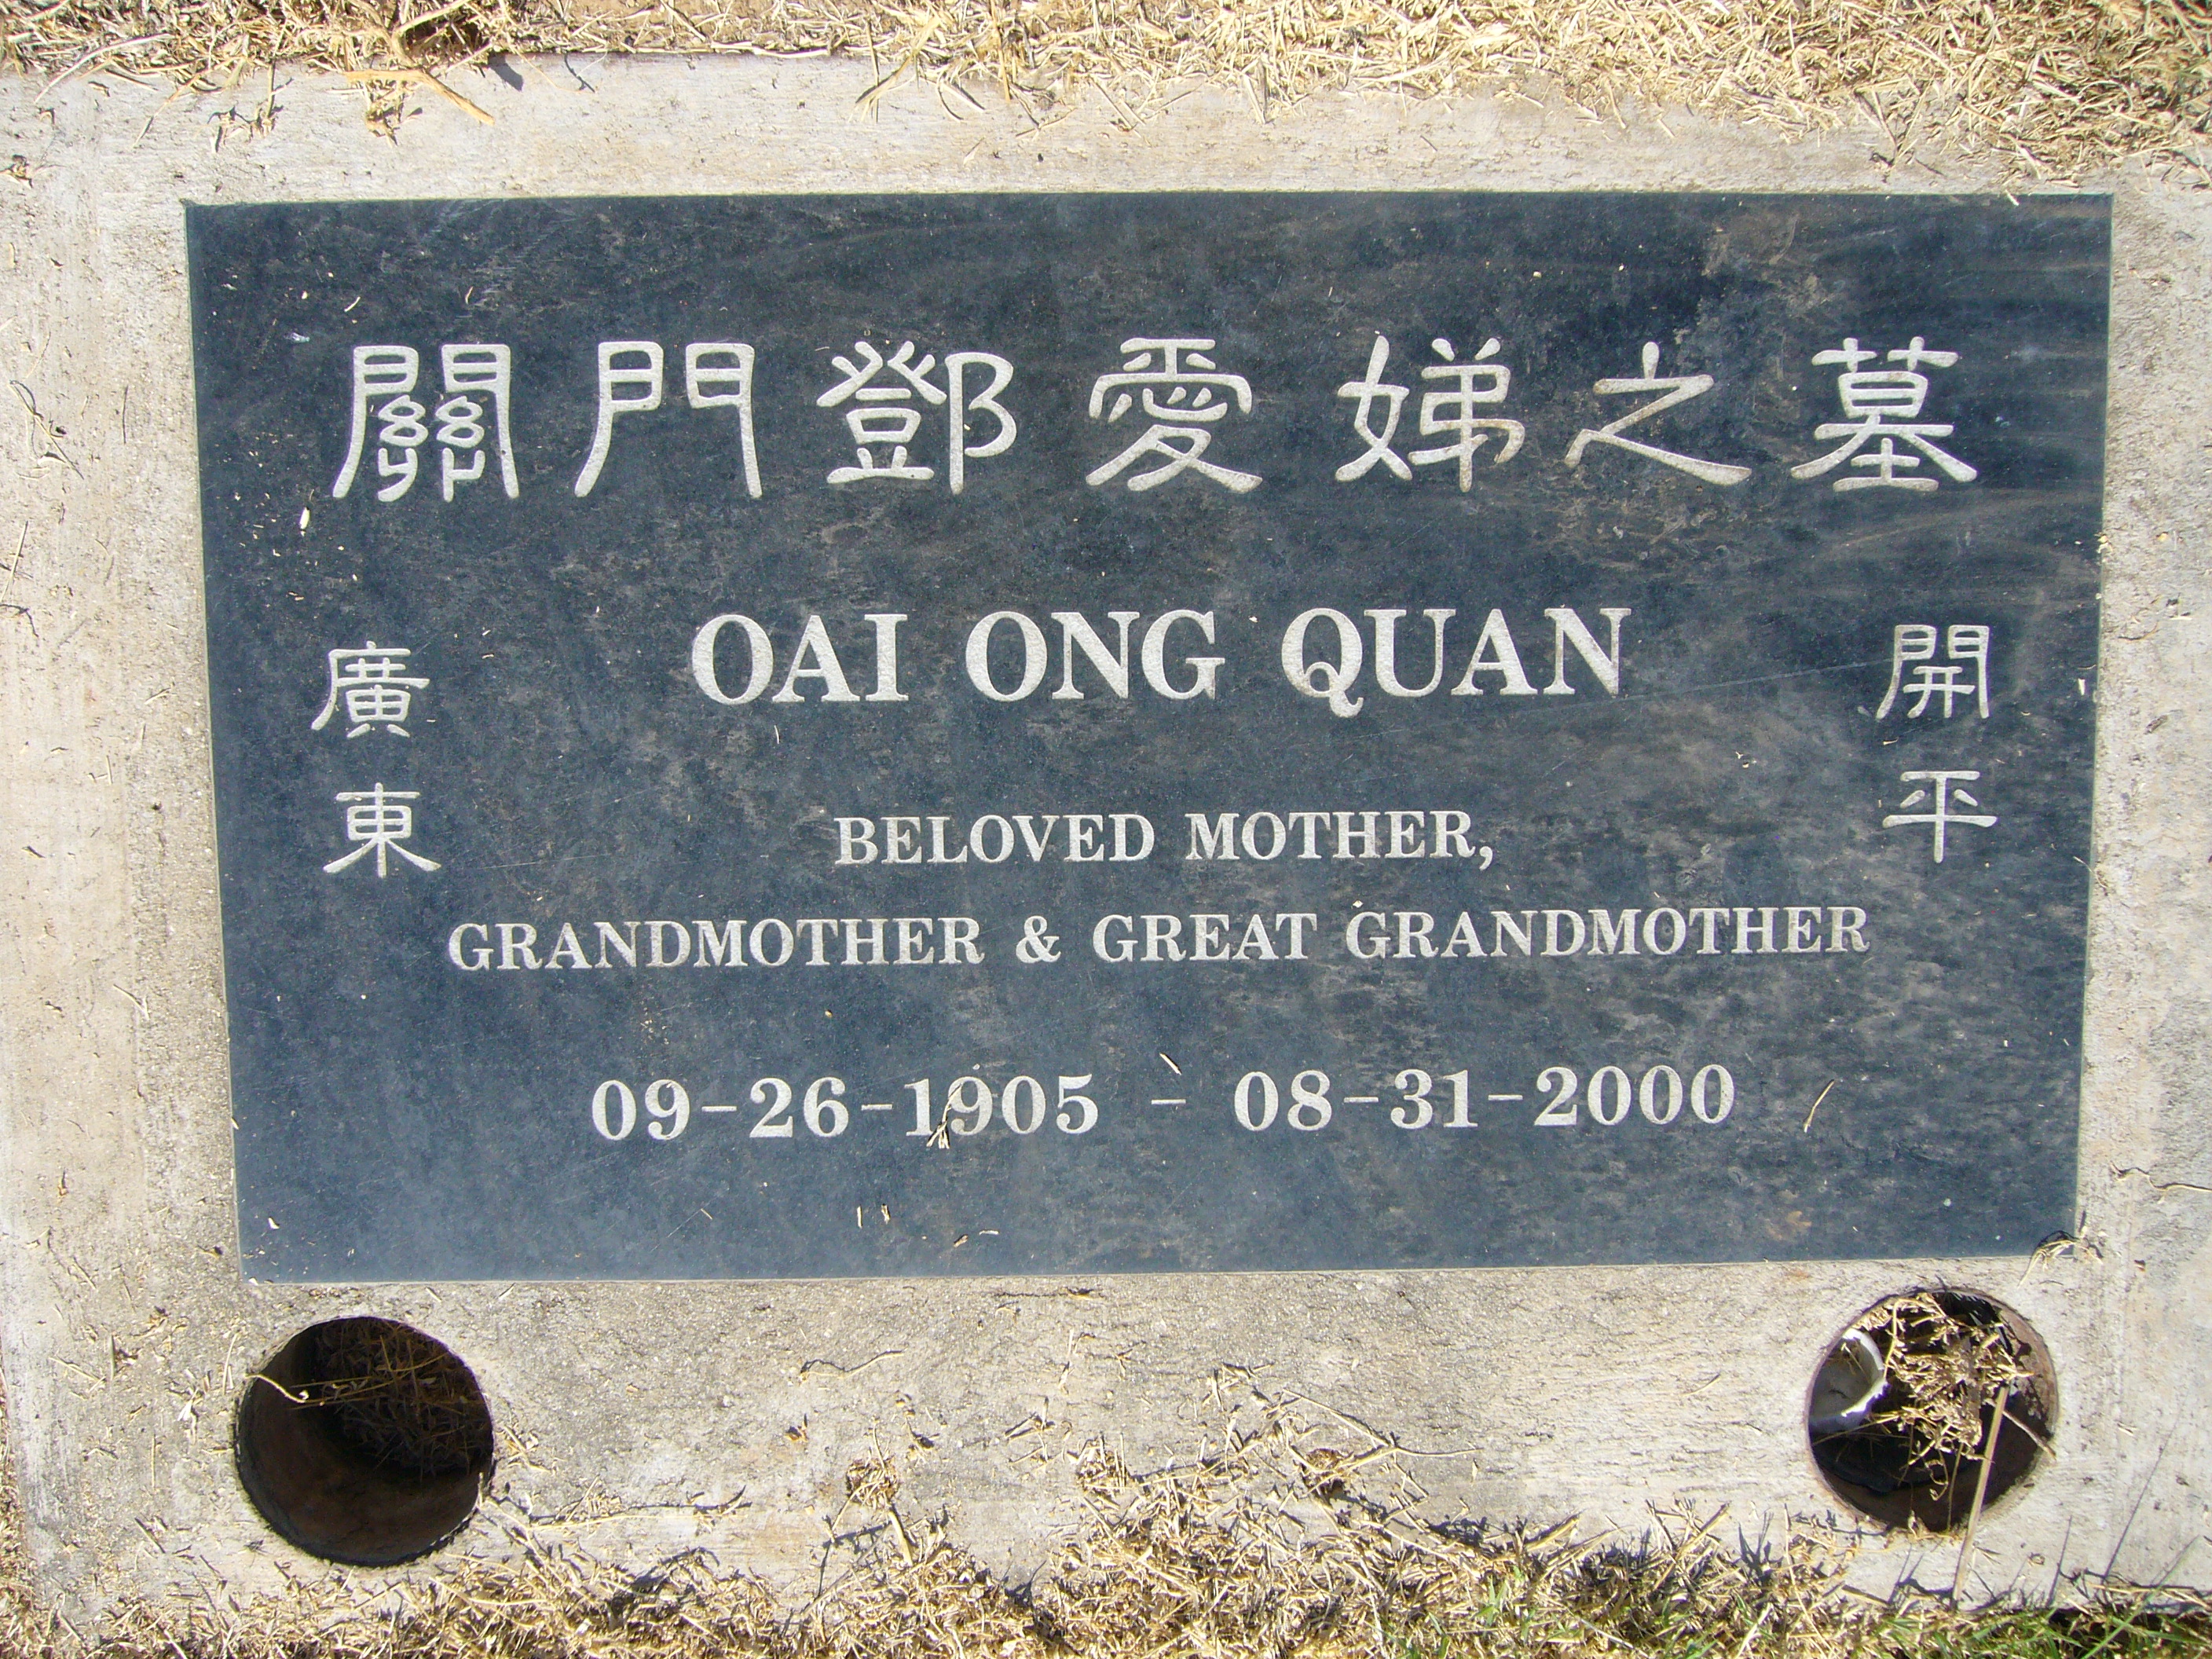 關門鄧愛娣之墓
OAI ONG QUAN
廣東
開平
BELOVED MOTHER,
GRANDMOTHER & GREAT GRANDMOTHER
09-26-1905 - 08-31-2000